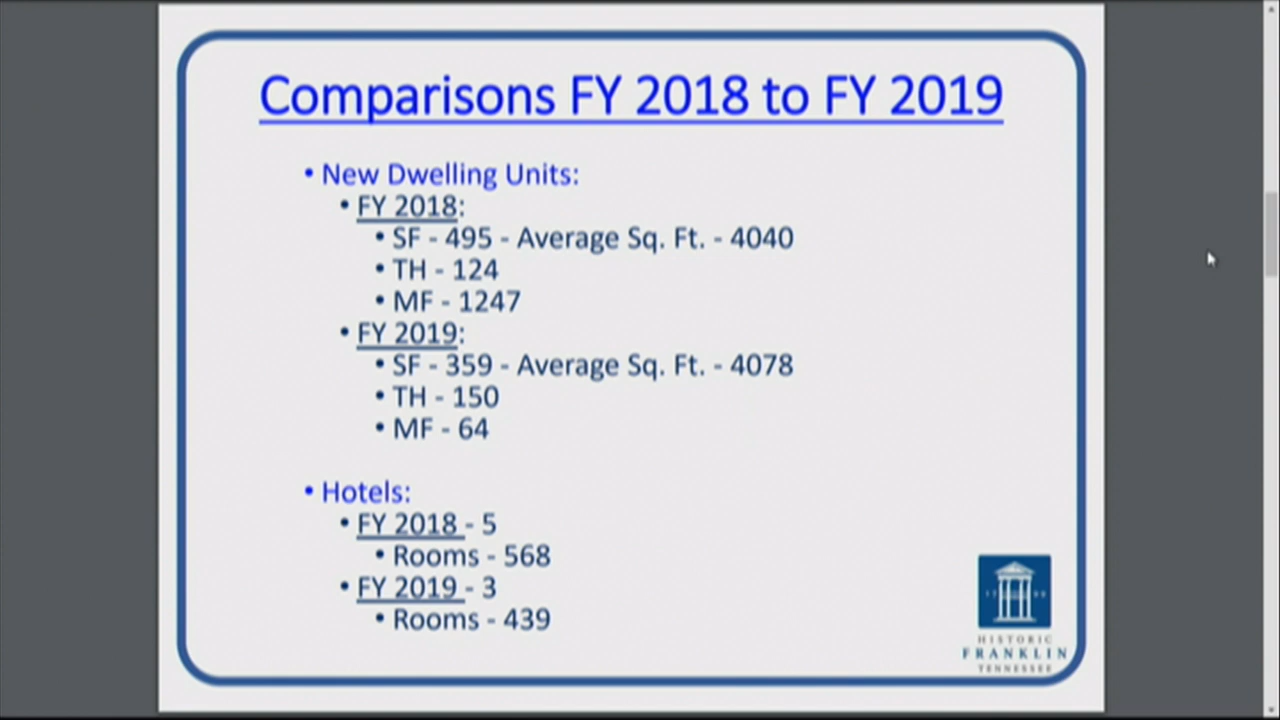 Comparisons FY 2018 to FY 2019
• New Dwelling Units:
• FY 2018:
• SF - 495 - Average Sq. Ft. - 4040
• TH - 124
• MF - 1247
• FY 2019:
• SF - 359 - Average Sq. Ft. - 4078
• TH - 150
• MF - 64
• Hotels:
• FY 2018 - 5
• Rooms - 568
• FY 2019 - 3
• Rooms - 439
HISTORIC
FRANKLIN
TENNESSEE